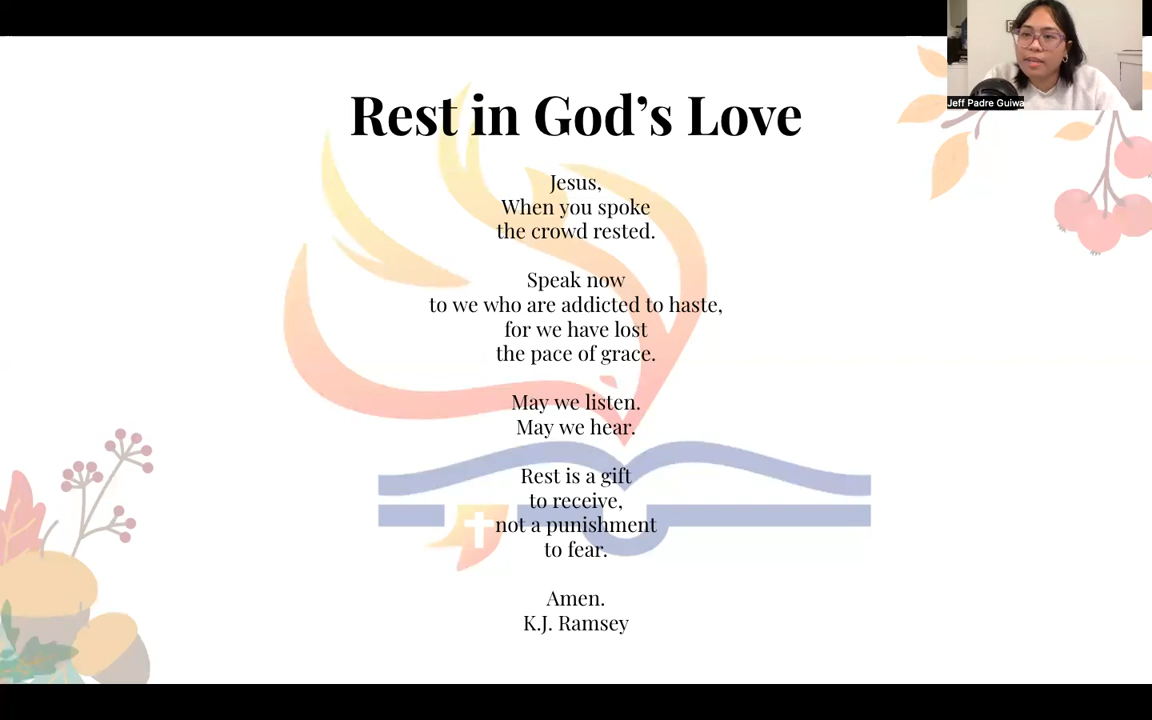 Rest in God's Love
Jesus,
When you spoke
the crowd rested.
Speak now
to we who are addicted to haste,
for we have lost
the pace of grace.
May we listen.
May we hear.
Rest is a gift
to receive,
not a punishment
to fear.
Amen.
K.J. Ramsey
Jeff Padre Guiwa